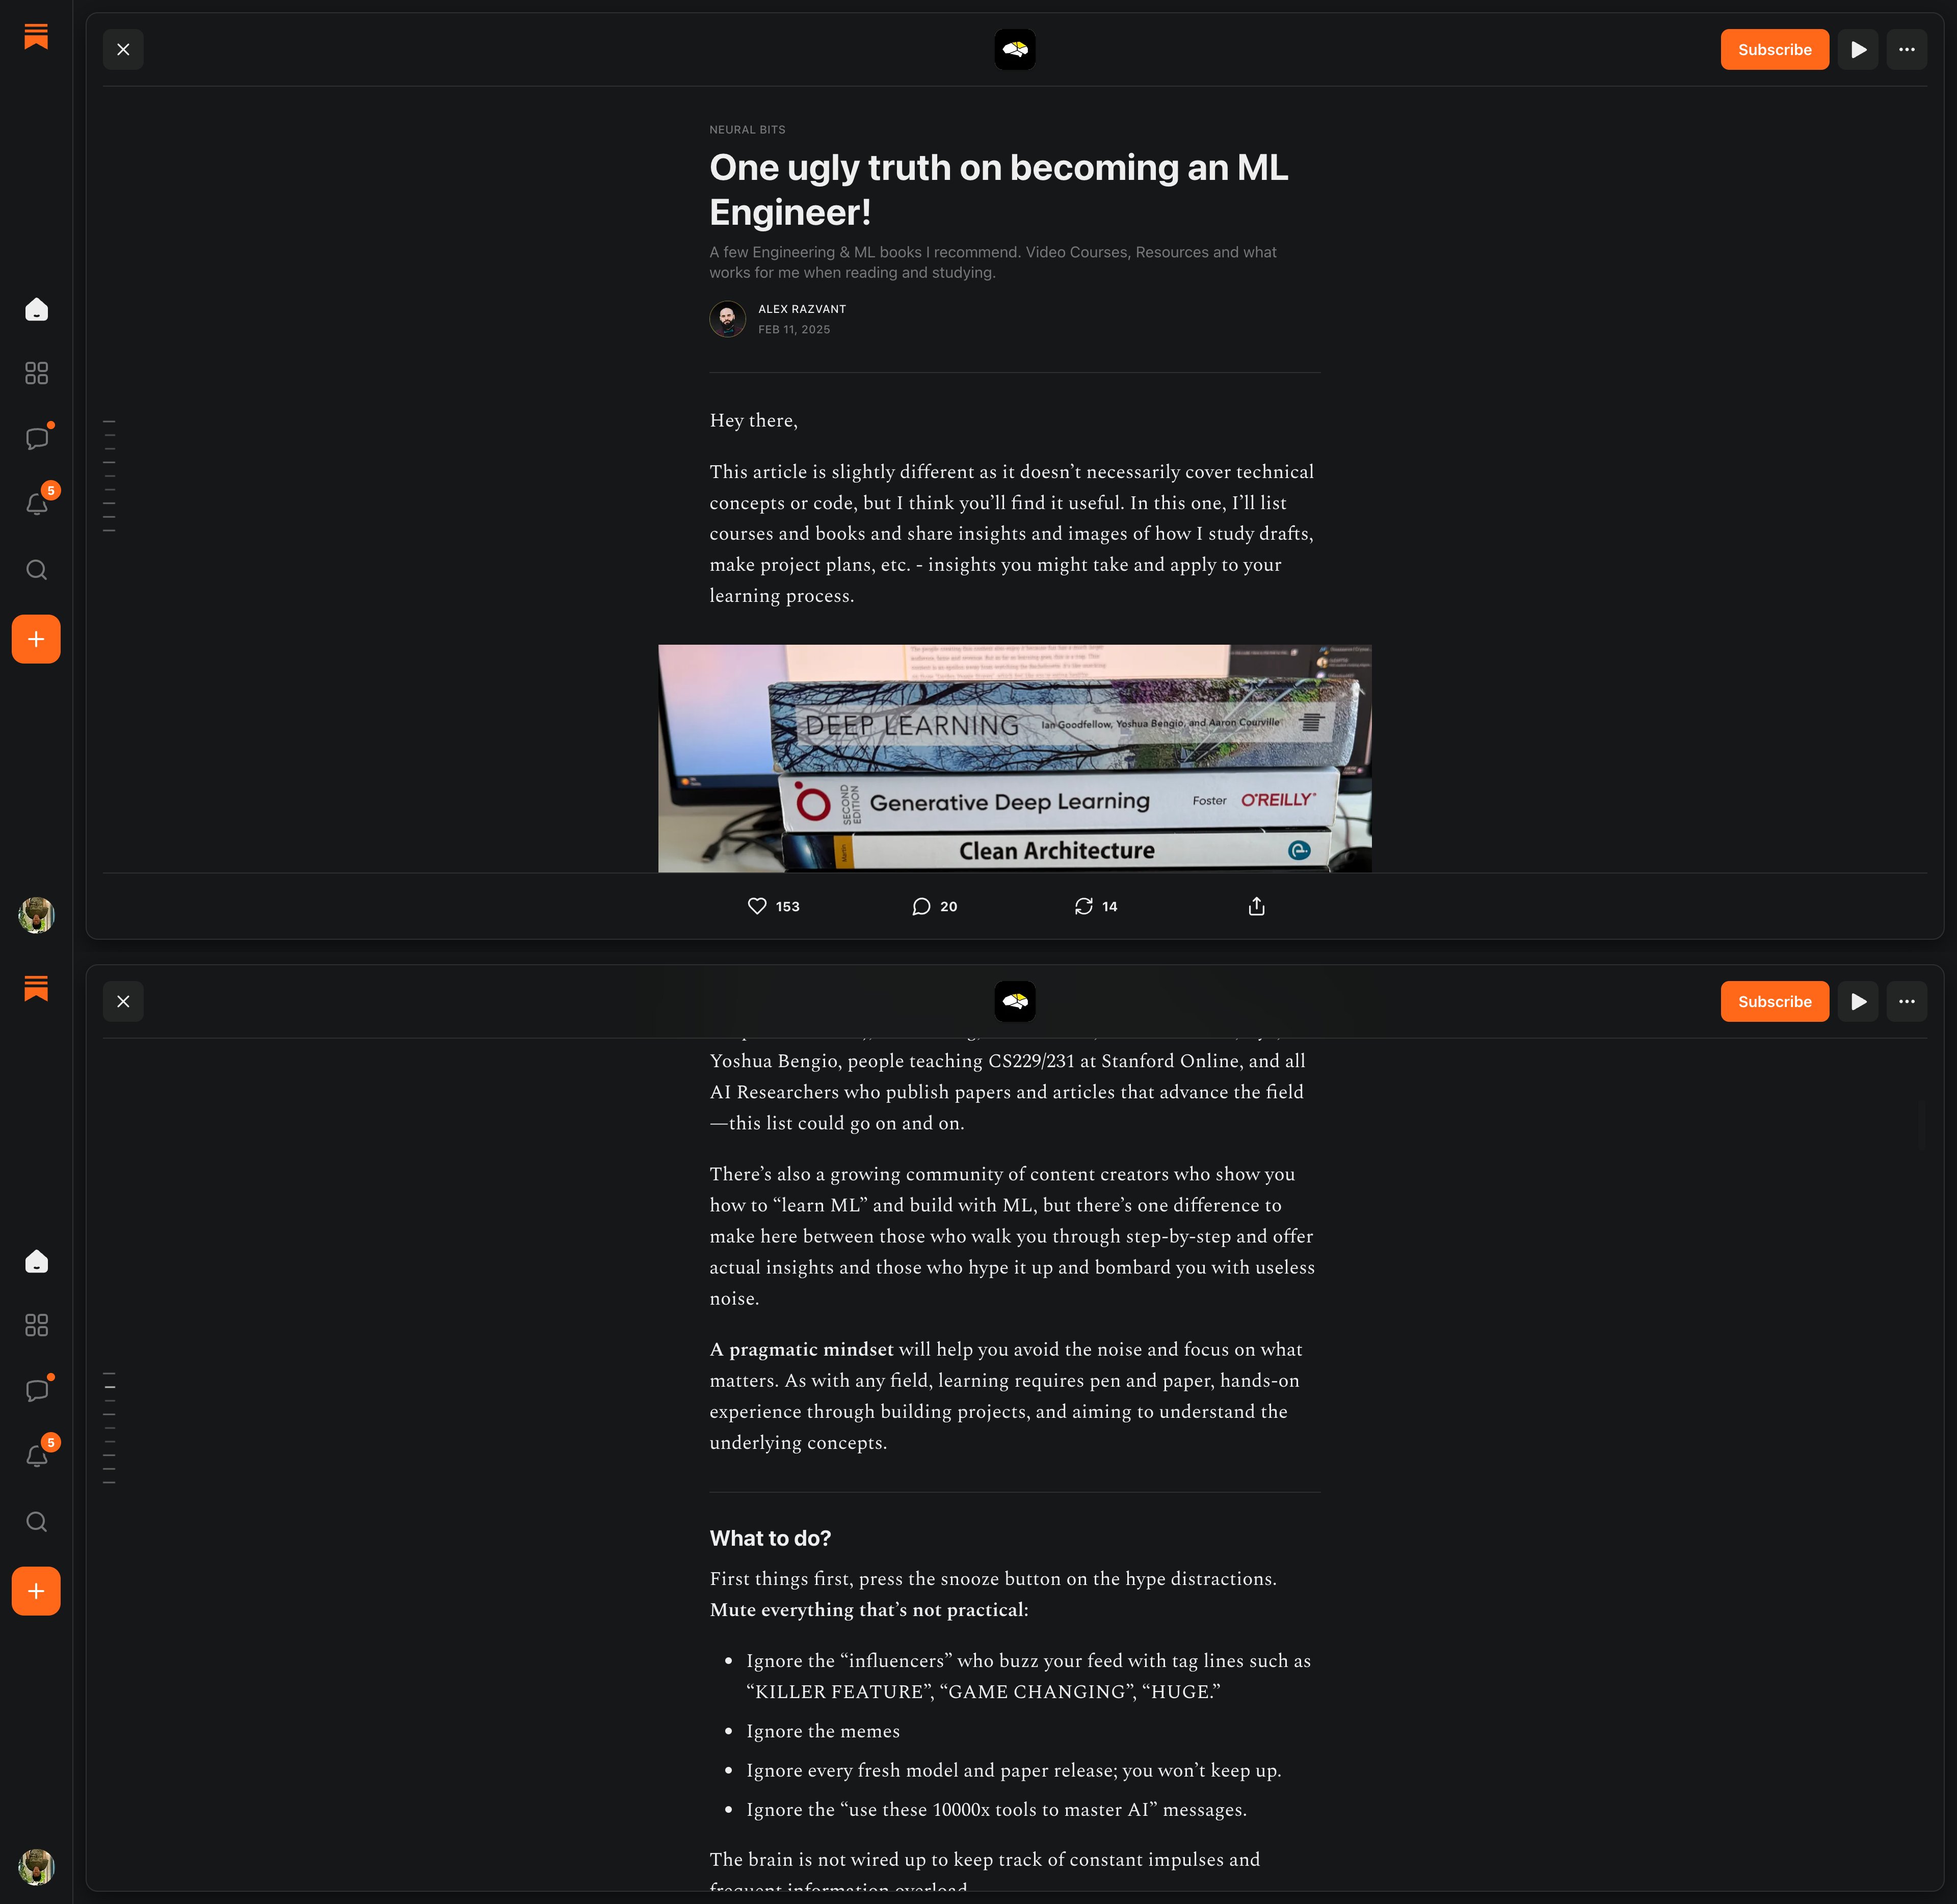 Subscribe
NEURAL BITS
One ugly truth on becoming an ML
Engineer!
A few Engineering & ML books I recommend. Video Courses, Resources and what
works for me when reading and studying.
ALEX RAZVANT
FEB 11, 2025
5
Hey there,
This article is slightly different as it doesn’t necessarily cover technical
concepts or code, but I think you’ll find it useful. In this one, I’ll list
courses and books and share insights and images of how I study drafts,
make project plans, etc. - insights you might take and apply to your
learning process.
DEEP LEARNING Ian Goodfellow, Yoshua Bengio, and Aaron Courville
SECOND EDITION Generative Deep Learning Foster O'REILLY
Martin Clean Architecture
153 20 14
Subscribe
Yoshua Bengio, people teaching CS229/231 at Stanford Online, and all
AI Researchers who publish papers and articles that advance the field
—this list could go on and on.
There’s also a growing community of content creators who show you
how to “learn ML” and build with ML, but there’s one difference to
make here between those who walk you through step-by-step and offer
actual insights and those who hype it up and bombard you with useless
noise.
A pragmatic mindset will help you avoid the noise and focus on what
matters. As with any field, learning requires pen and paper, hands-on
experience through building projects, and aiming to understand the
underlying concepts.
5
What to do?
First things first, press the snooze button on the hype distractions.
Mute everything that’s not practical:
• Ignore the “influencers” who buzz your feed with tag lines such as
“KILLER FEATURE”, “GAME CHANGING”, “HUGE.”
• Ignore the memes
• Ignore every fresh model and paper release; you won’t keep up.
• Ignore the “use these 10000x tools to master AI” messages.
The brain is not wired up to keep track of constant impulses and
frequent information overload